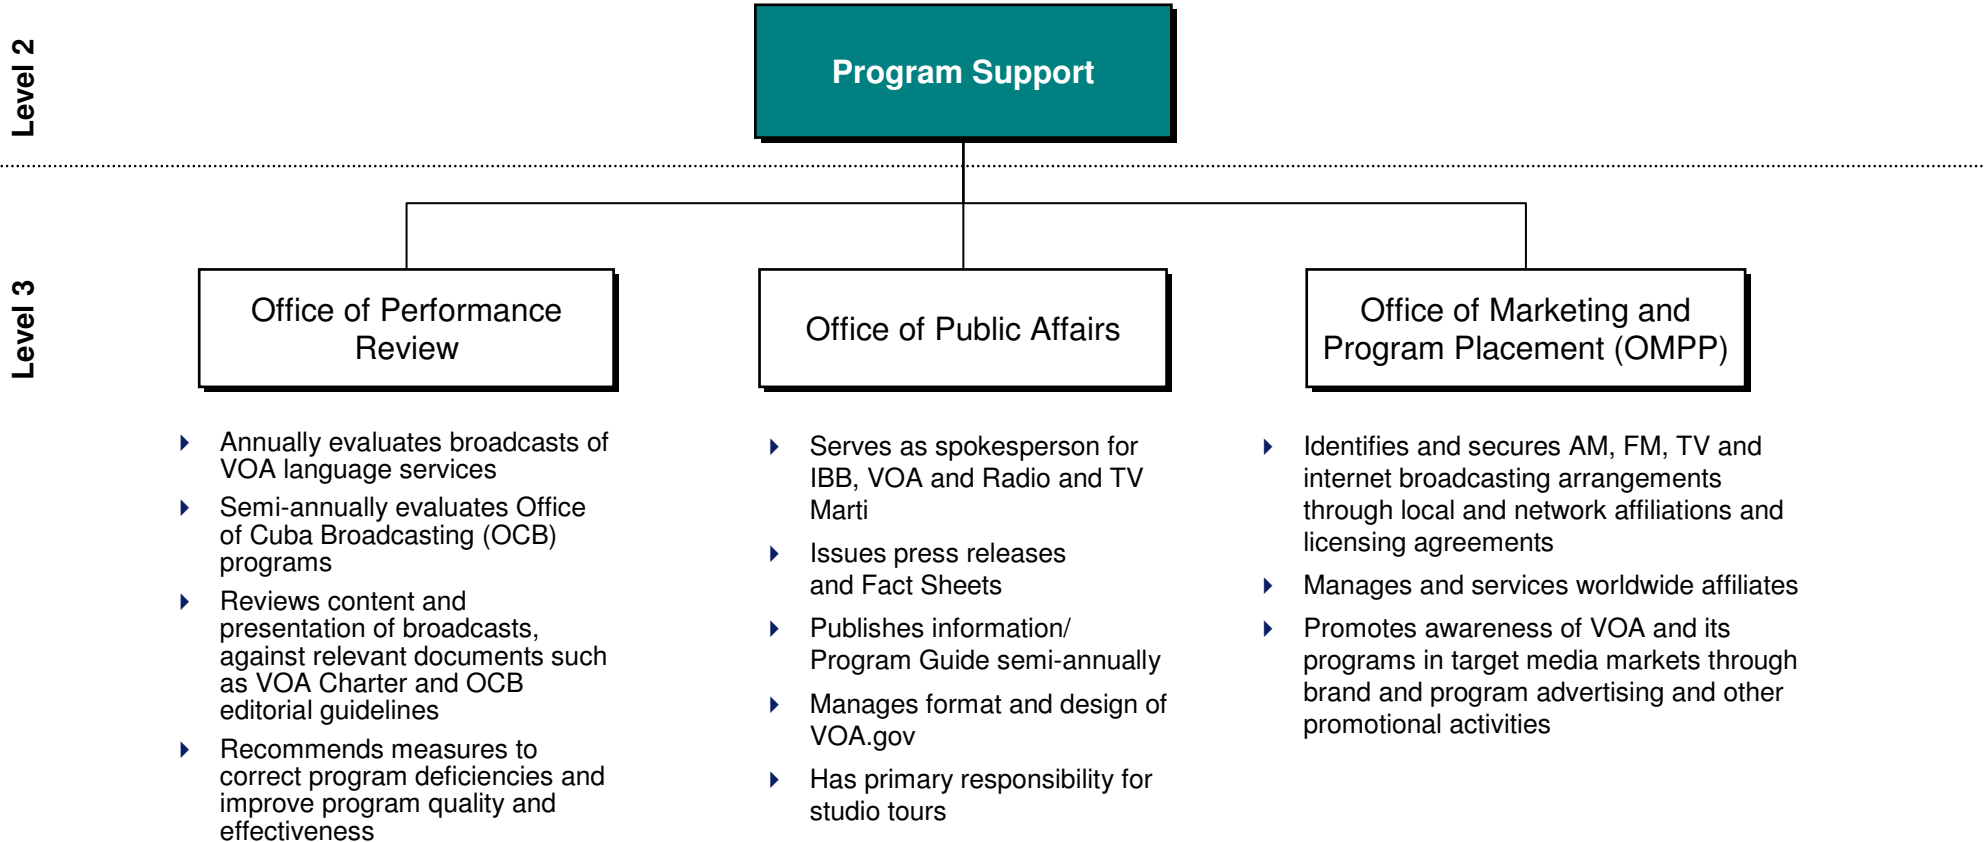 Level 2
Program Support
Level 3
Office of Performance
Review
Office of Public Affairs
Office of Marketing and
Program Placement (OMPP)
Annually evaluates broadcasts of
VOA language services
Semi-annually evaluates Office
of Cuba Broadcasting (OCB)
programs
Reviews content and
presentation of broadcasts,
against relevant documents such
as VOA Charter and OCB
editorial guidelines
Recommends measures to
correct program deficiencies and
improve program quality and
effectiveness
Serves as spokesperson for
IBB, VOA and Radio and TV
Marti
Issues press releases
and Fact Sheets
Publishes information/
Program Guide semi-annually
Manages format and design of
VOA.gov
Has primary responsibility for
studio tours
Identifies and secures AM, FM, TV and
internet broadcasting arrangements
through local and network affiliations and
licensing agreements
Manages and services worldwide affiliates
Promotes awareness of VOA and its
programs in target media markets through
brand and program advertising and other
promotional activities